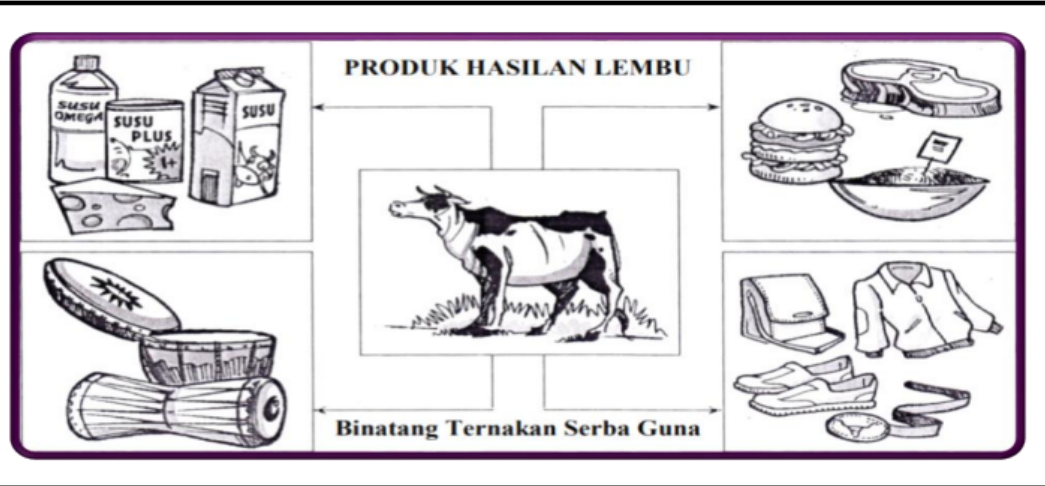 PRODUK HASILAN LEMBU
SUSU
OMEGA
SUSU
PLUS
1+
SUSU
Binatang Ternakan Serba Guna